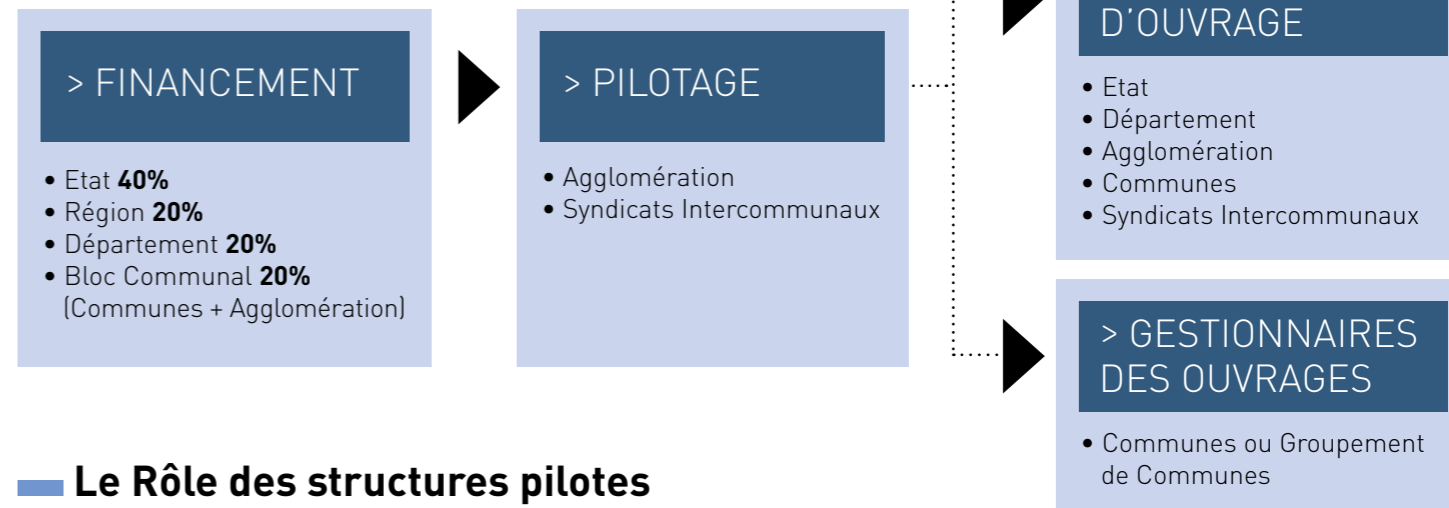 > FINANCEMENT
• Etat 40%
• Région 20%
• Département 20%
• Bloc Communal 20%
(Communes + Agglomération)
> PILOTAGE
• Agglomération
• Syndicats Intercommunaux
D’OUVRAGE
• Etat
• Département
• Agglomération
• Communes
• Syndicats Intercommunaux
> GESTIONNAIRES
DES OUVRAGES
• Communes ou Groupement
de Communes
Le Rôle des structures pilotes